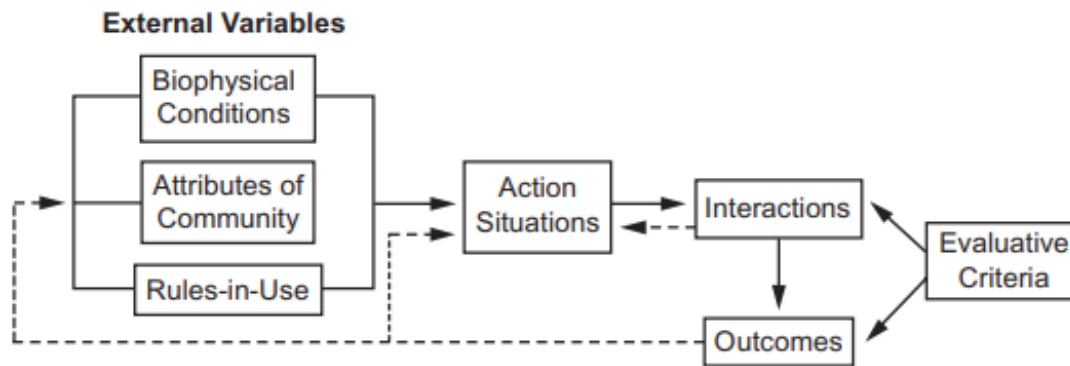 External Variables
Biophysical
Conditions
Attributes of
Community
Rules-in-Use
Action
Situations
Interactions
Outcomes
Evaluative
Criteria